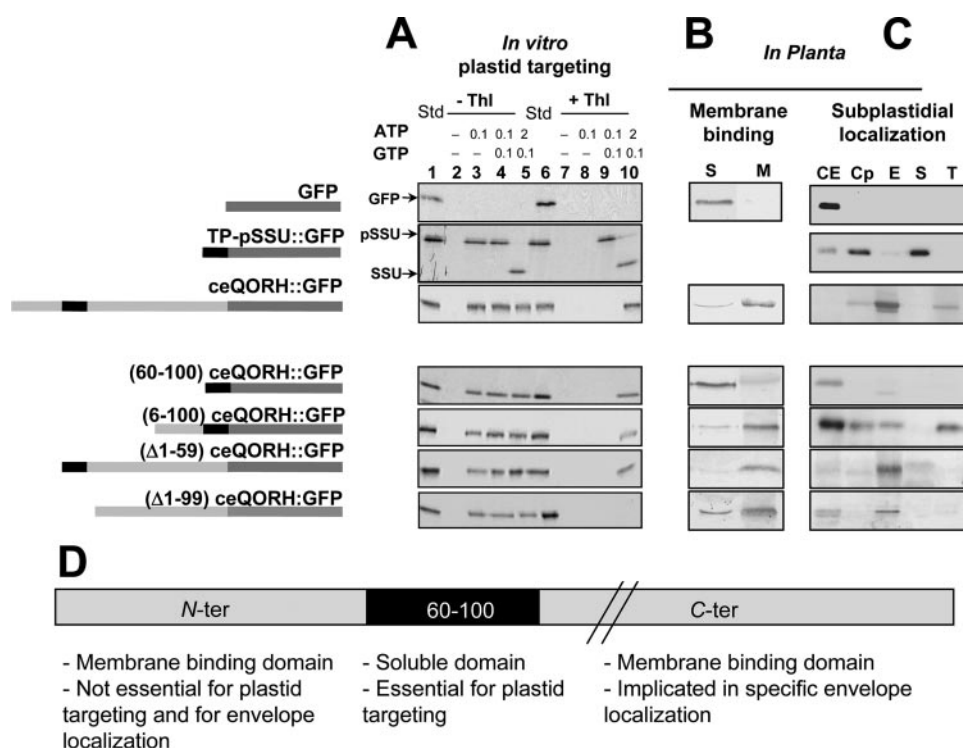 A
B
C
In vitro
plastid targeting
In Planta
Std
- Thl
Std
+ Thl
Membrane
binding
Subplastidial
localization
ATP
– 0.1 0.1 2
– 0.1 0.1 2
GTP
– – 0.1 0.1
– – 0.1 0.1
1 2 3 4 5 6 7 8 9 10
S M
CE Cp E S T
GFP
GFP
TP-pSSU::GFP
pSSU
SSU
ceQORH::GFP
(60-100) ceQORH::GFP
(6-100) ceQORH::GFP
(Δ1-59) ceQORH::GFP
(Δ1-99) ceQORH:GFP
D
N-ter
60-100
C-ter
- Membrane binding domain
- Not essential for plastid
targeting and for envelope
localization
- Soluble domain
- Essential for plastid
targeting
- Membrane binding domain
- Implicated in specific envelope
localization